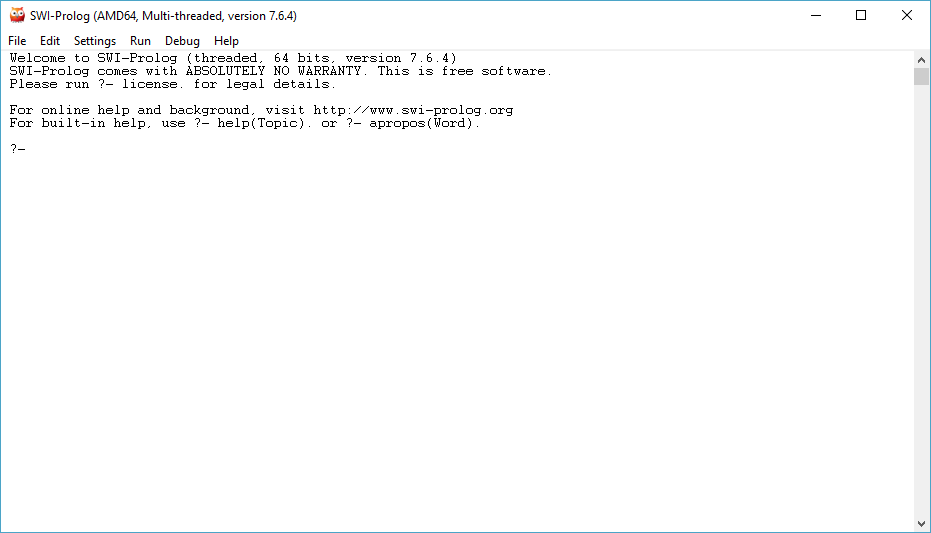 SWI-Prolog (AMD64, Multi-threaded, version 7.6.4)
File Edit Settings Run Debug Help
Welcome to SWI-Prolog (threaded, 64 bits, version 7.6.4)
SWI-Prolog comes with ABSOLUTELY NO WARRANTY. This is free software.
Please run ?- license. for legal details.
For online help and background, visit http://www.swi-prolog.org
For built-in help, use ?- help(Topic). or ?- apropos(Word).
?-